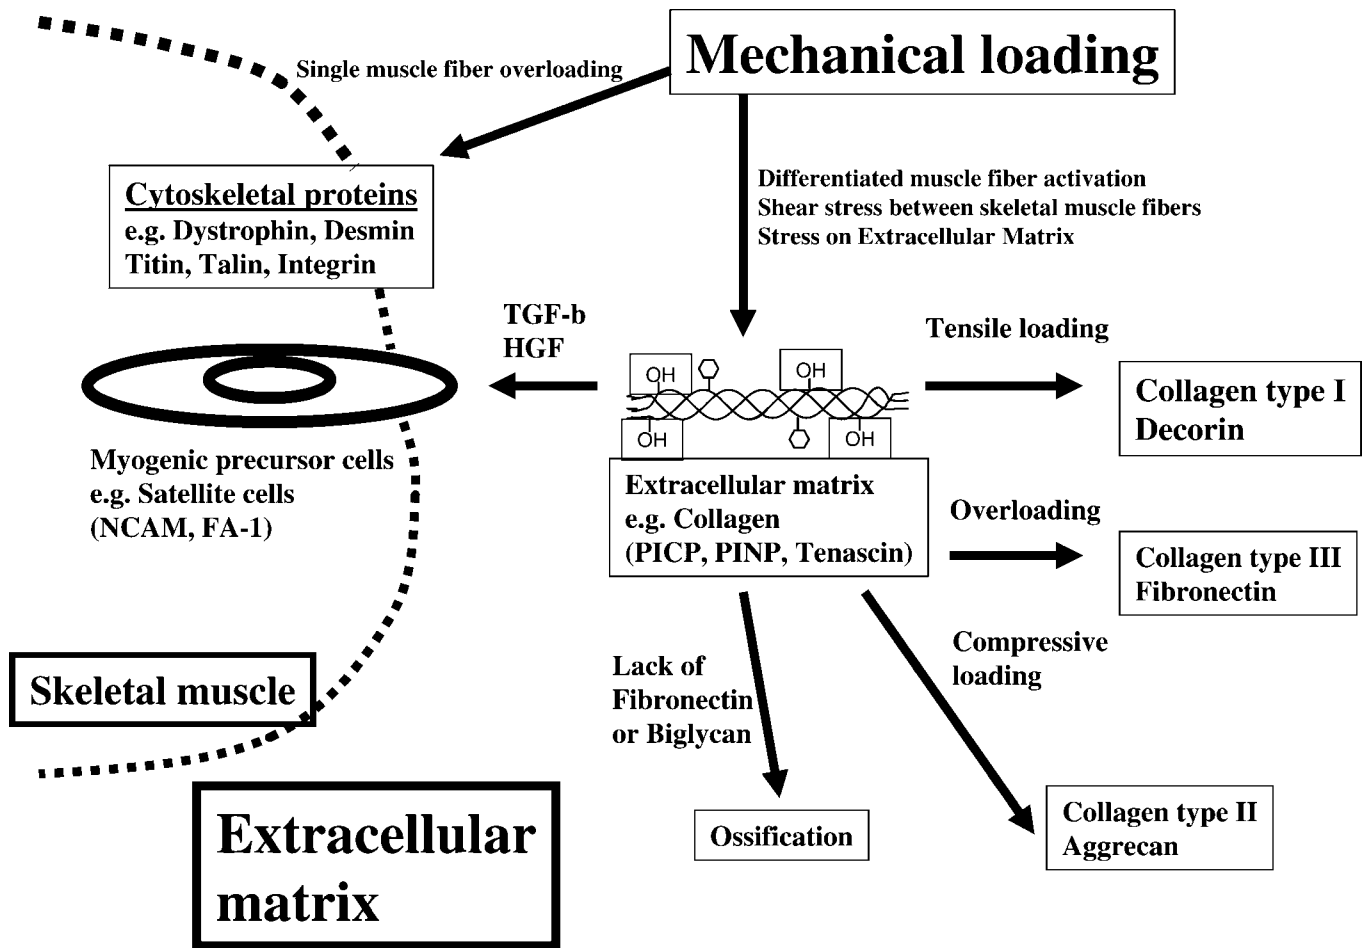 Mechanical loading
Single muscle fiber overloading
Cytoskeletal proteins
e.g. Dystrophin, Desmin
Titin, Talin, Integrin
Differentiated muscle fiber activation
Shear stress between skeletal muscle fibers
Stress on Extracellular Matrix
TGF-b
HGF
Tensile loading
OH
OH
OH
OH
Collagen type I
Decorin
Myogenic precursor cells
e.g. Satellite cells
(NCAM, FA-1)
Extracellular matrix
e.g. Collagen
(PICP, PINP, Tenascin)
Overloading
Collagen type III
Fibronectin
Lack of
Fibronectin
or Biglycan
Compressive
loading
Skeletal muscle
Extracellular
matrix
Ossification
Collagen type II
Aggrecan